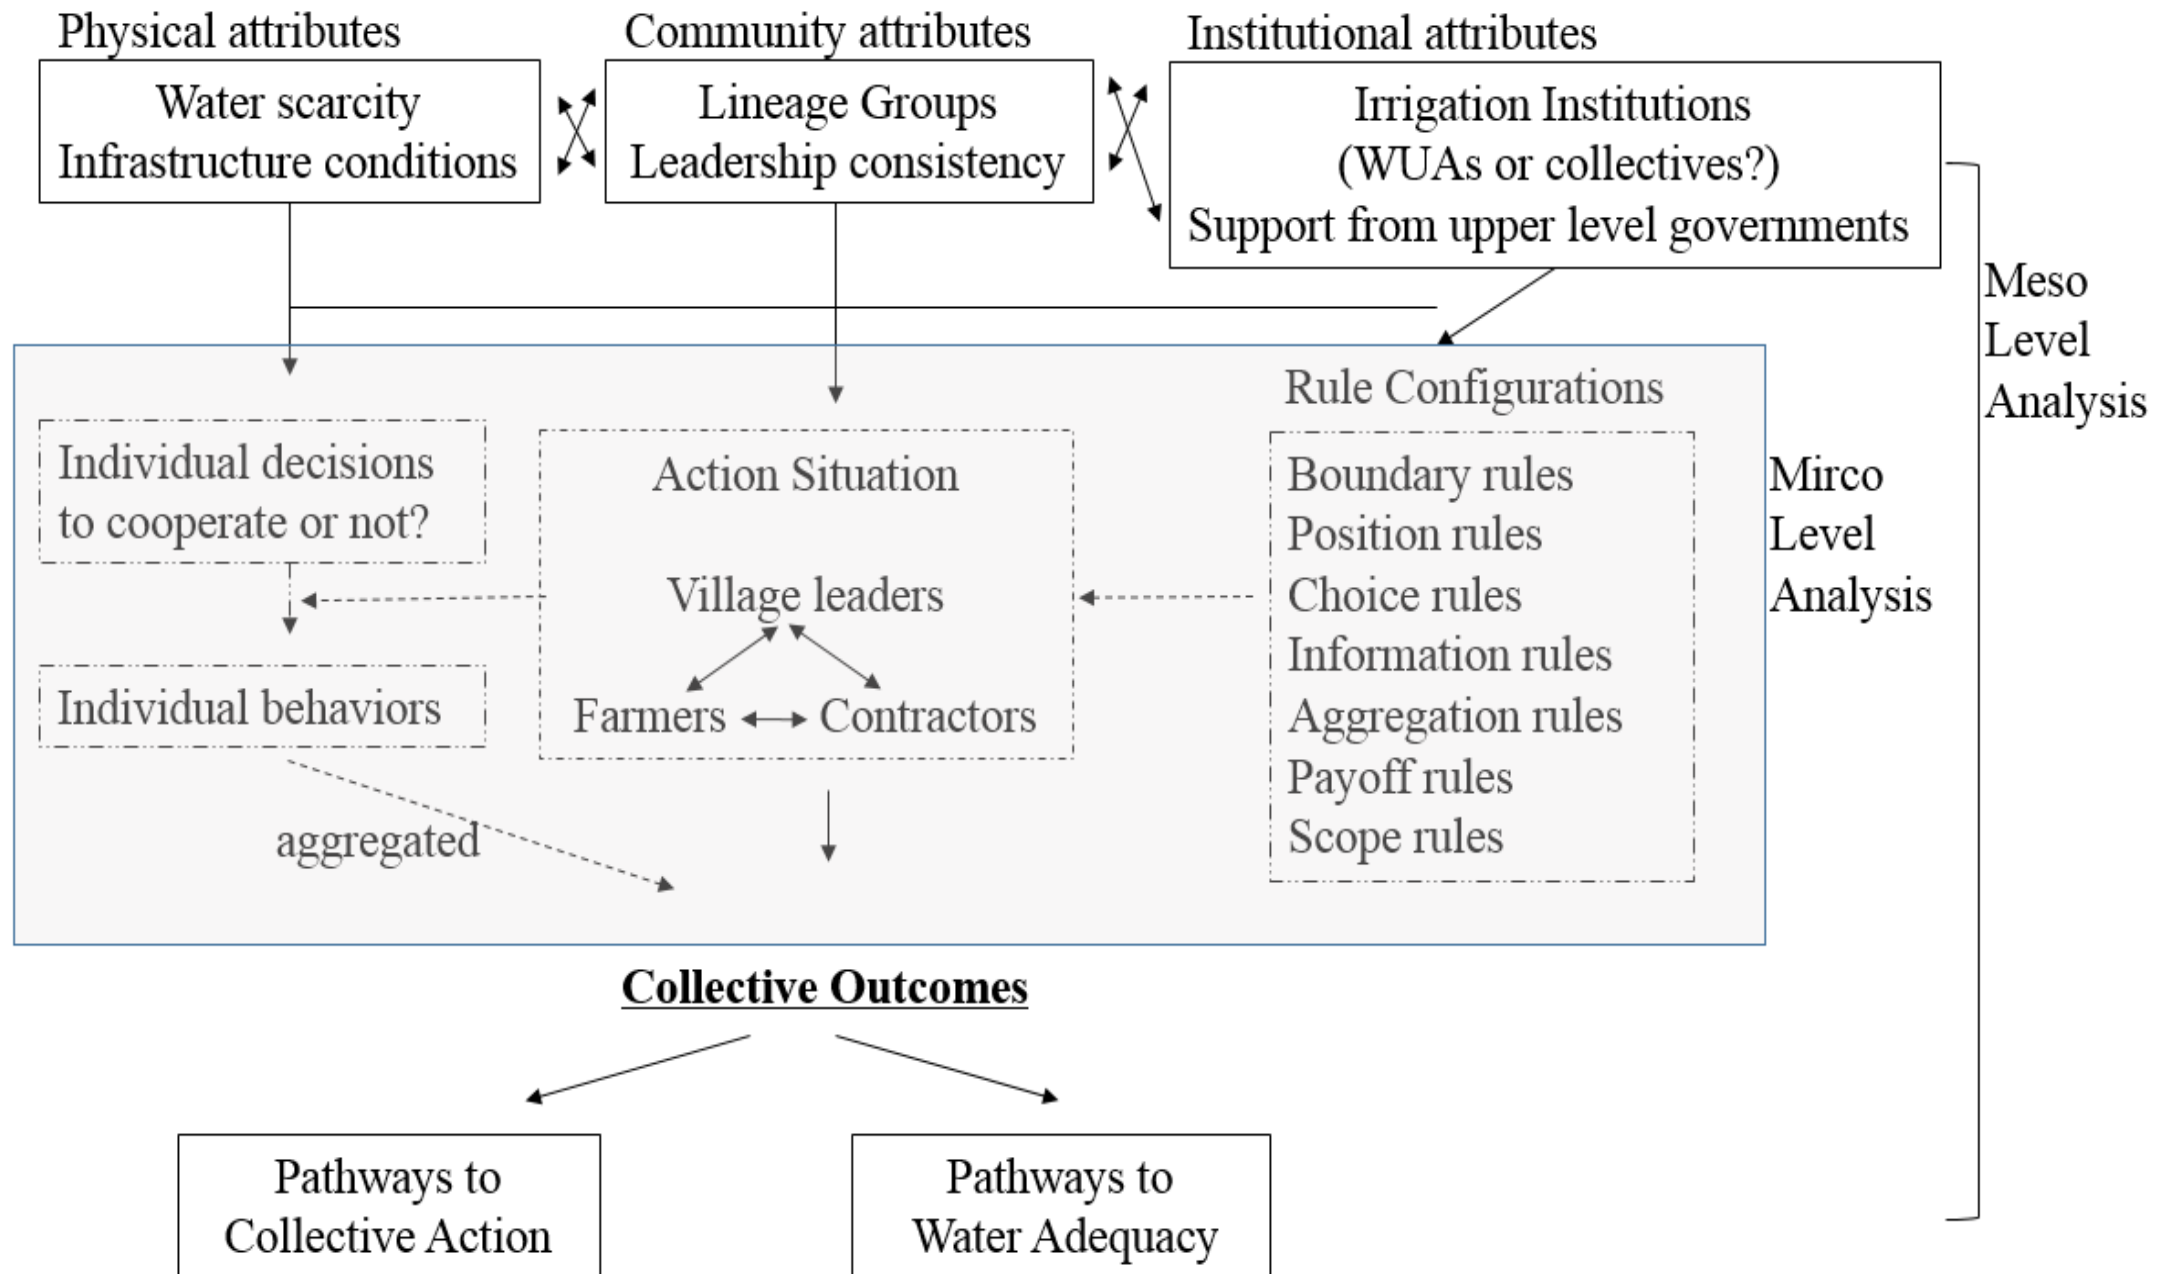 Physical attributes
Community attributes
Institutional attributes
Water scarcity
Infrastructure conditions
Lineage Groups
Leadership consistency
Irrigation Institutions
(WUAs or collectives?)
Support from upper level governments
Meso
Level
Analysis
Rule Configurations
Individual decisions
to cooperate or not?
Individual behaviors
aggregated
Action Situation
Village leaders
Farmers
Contractors
Boundary rules
Position rules
Choice rules
Information rules
Aggregation rules
Payoff rules
Scope rules
Mirco
Level
Analysis
Collective Outcomes
Pathways to
Collective Action
Pathways to
Water Adequacy